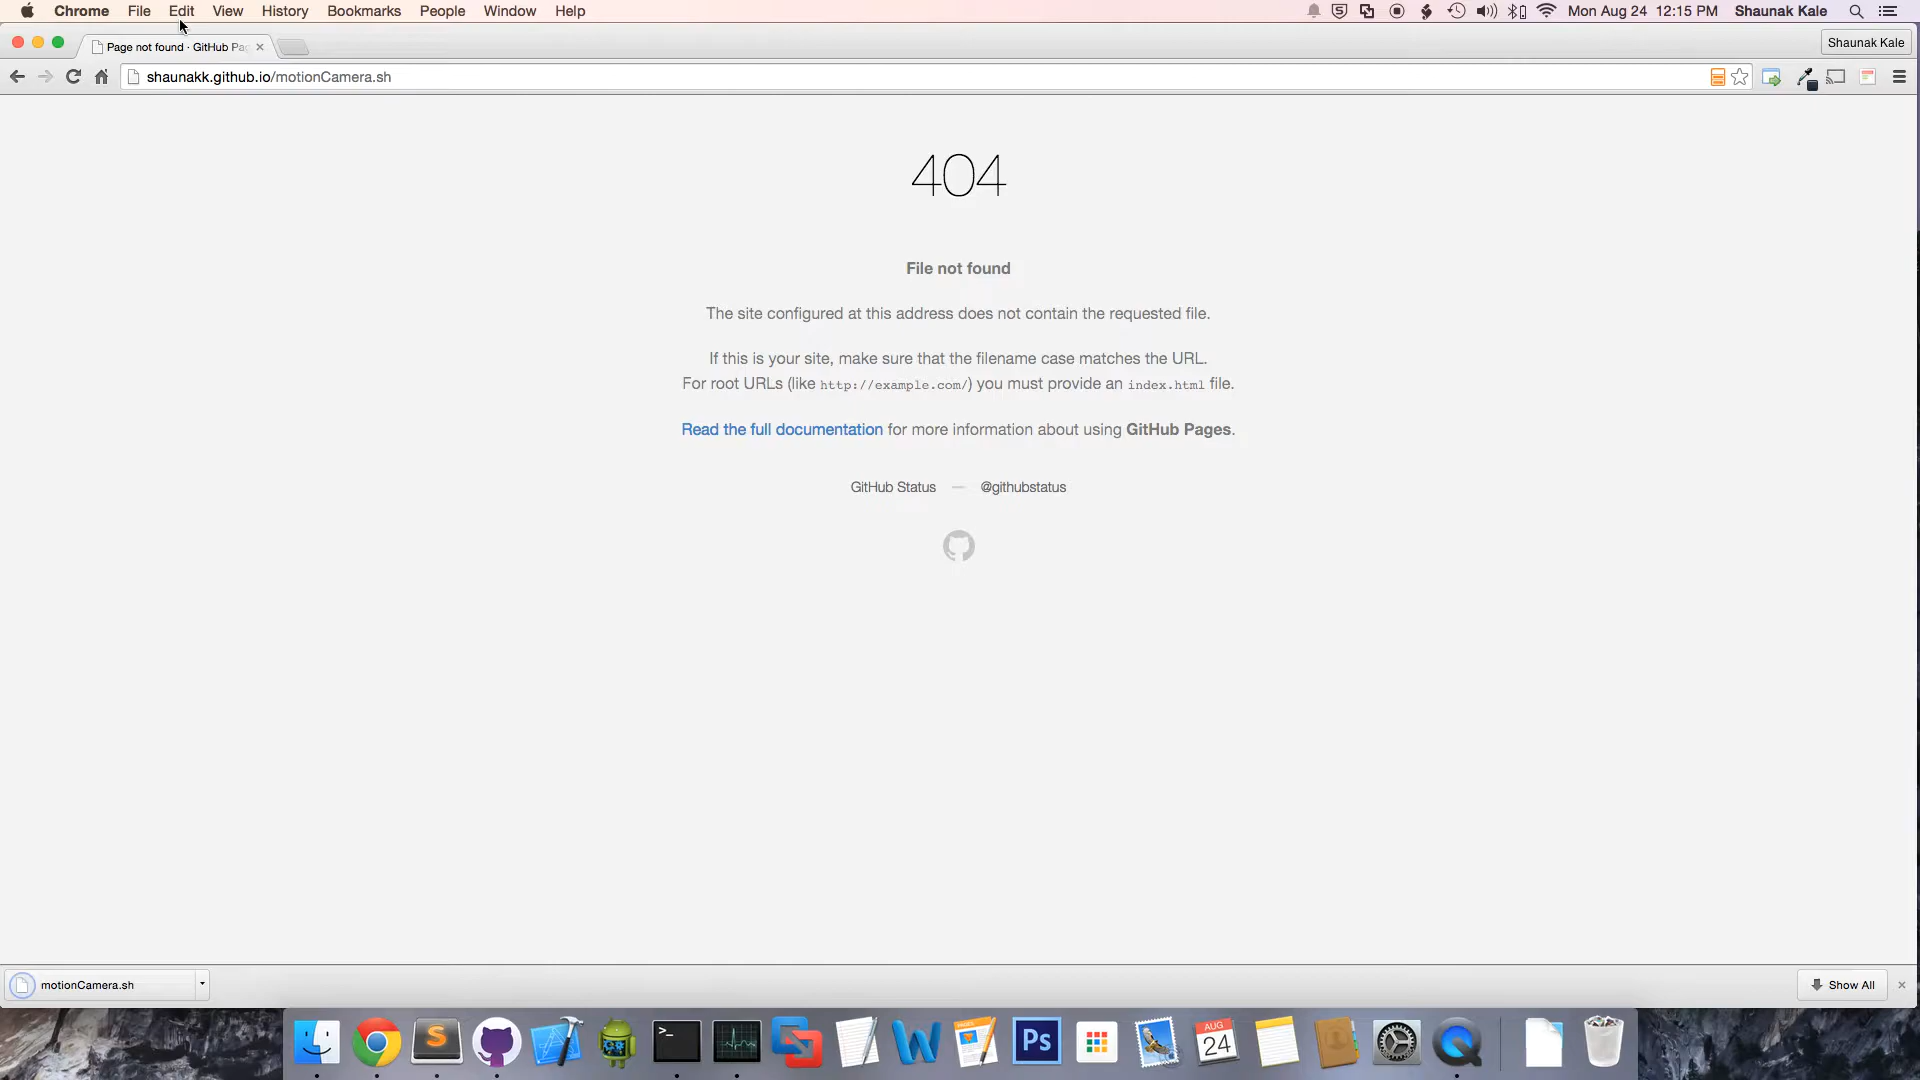 Chrome File Edit View History Bookmarks People Window Help Mon Aug 24 12:15 PM Shaunak Kale
Page not found · GitHub Pa
Shaunak Kale
shaunakk.github.io/motionCamera.sh
404
File not found
The site configured at this address does not contain the requested file.
If this is your site, make sure that the filename case matches the URL.
For root URLs (like http://example.com/) you must provide an index.html file.
Read the full documentation for more information about using GitHub Pages.
GitHub Status — @githubstatus
motionCamera.sh
Show All
S
>_
W
Ps
AUG
24